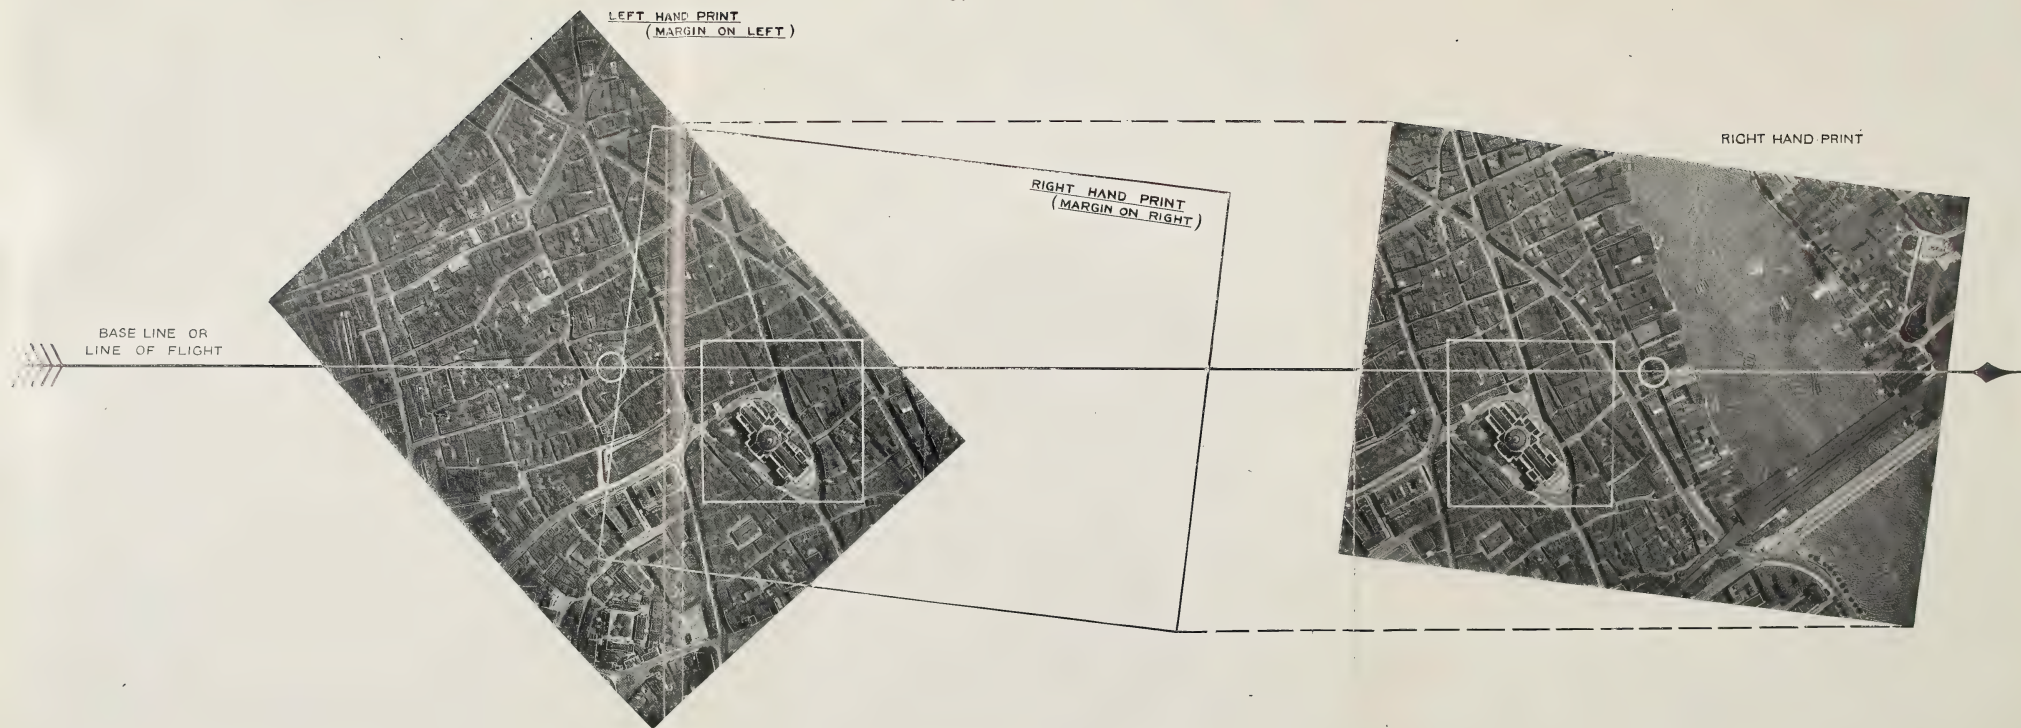 LEFT HAND PRINT
(MARGIN ON LEFT)
RIGHT HAND PRINT
RIGHT HAND PRINT
(MARGIN ON RIGHT)
BASE LINE OR
LINE OF FLIGHT